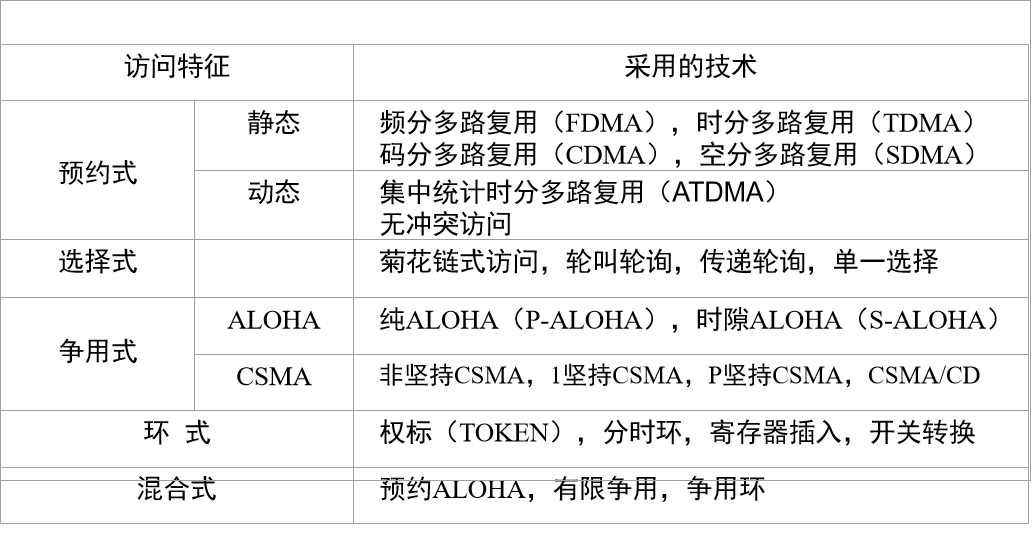 访问特征 采用的技术
预约式
静态
频分多路复用（FDMA），时分多路复用（TDMA）
码分多路复用（CDMA），空分多路复用（SDMA）
动态
集中统计时分多路复用（ATDMA）
无冲突访问
选择式 菊花链式访问，轮叫轮询，传递轮询，单一选择
争用式
ALOHA 纯ALOHA（P-ALOHA），时隙ALOHA（S-ALOHA）
CSMA 非坚持CSMA，1坚持CSMA，P坚持CSMA，CSMA/CD
环 式 权标（TOKEN），分时环，寄存器插入，开关转换
混合式 预约ALOHA，有限争用，争用环